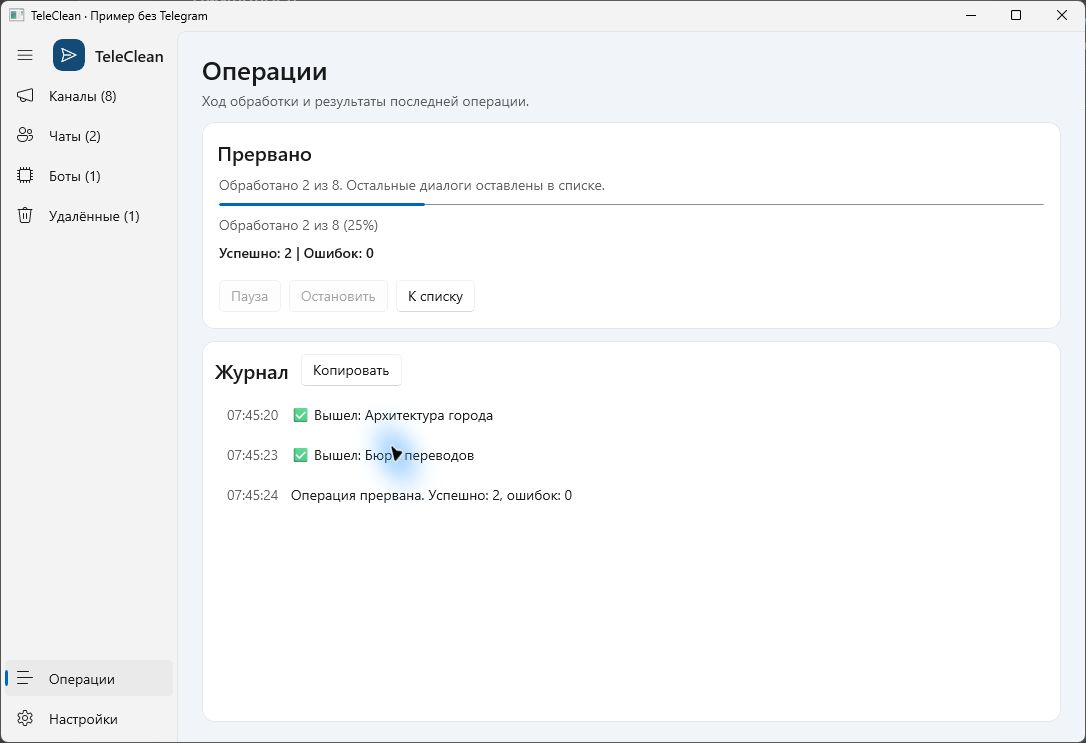 TeleClean · Пример без Telegram
TeleClean
Каналы (8)
Чаты (2)
Боты (1)
Удалённые (1)
Операции
Настройки
Операции
Ход обработки и результаты последней операции.
Прервано
Обработано 2 из 8. Остальные диалоги оставлены в списке.
Обработано 2 из 8 (25%)
Успешно: 2 | Ошибок: 0
Пауза Остановить К списку
Журнал Копировать
07:45:20 ✅ Вышел: Архитектура города
07:45:23 ✅ Вышел: Бюро переводов
07:45:24 Операция прервана. Успешно: 2, ошибок: 0